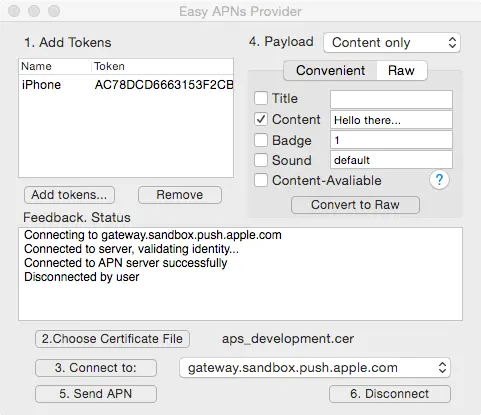 Easy APNs Provider
1. Add Tokens
Name Token
iPhone AC78DCD6663153F2CB
Add tokens... Remove
4. Payload Content only
Convenient Raw
Title
Content Hello there...
Badge 1
Sound default
Content-Avaliable ?
Convert to Raw
Feedback. Status
Connecting to gateway.sandbox.push.apple.com
Connected to server, validating identity...
Connected to APN server successfully
Disconnected by user
2.Choose Certificate File aps_development.cer
3. Connect to: gateway.sandbox.push.apple.com
5. Send APN 6. Disconnect